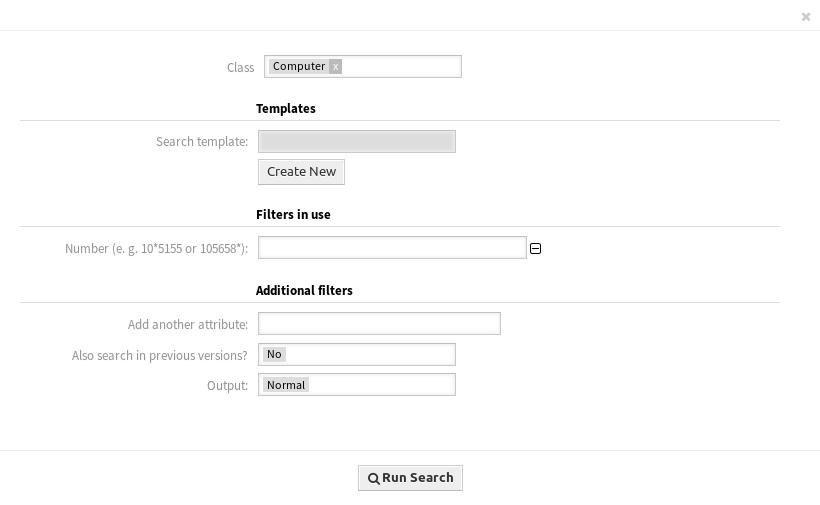 ×
Class Computer x
Templates
Search template:
Create New
Filters in use
Number (e. g. 10*5155 or 105658*):
Additional filters
Add another attribute:
Also search in previous versions? No
Output: Normal
Run Search